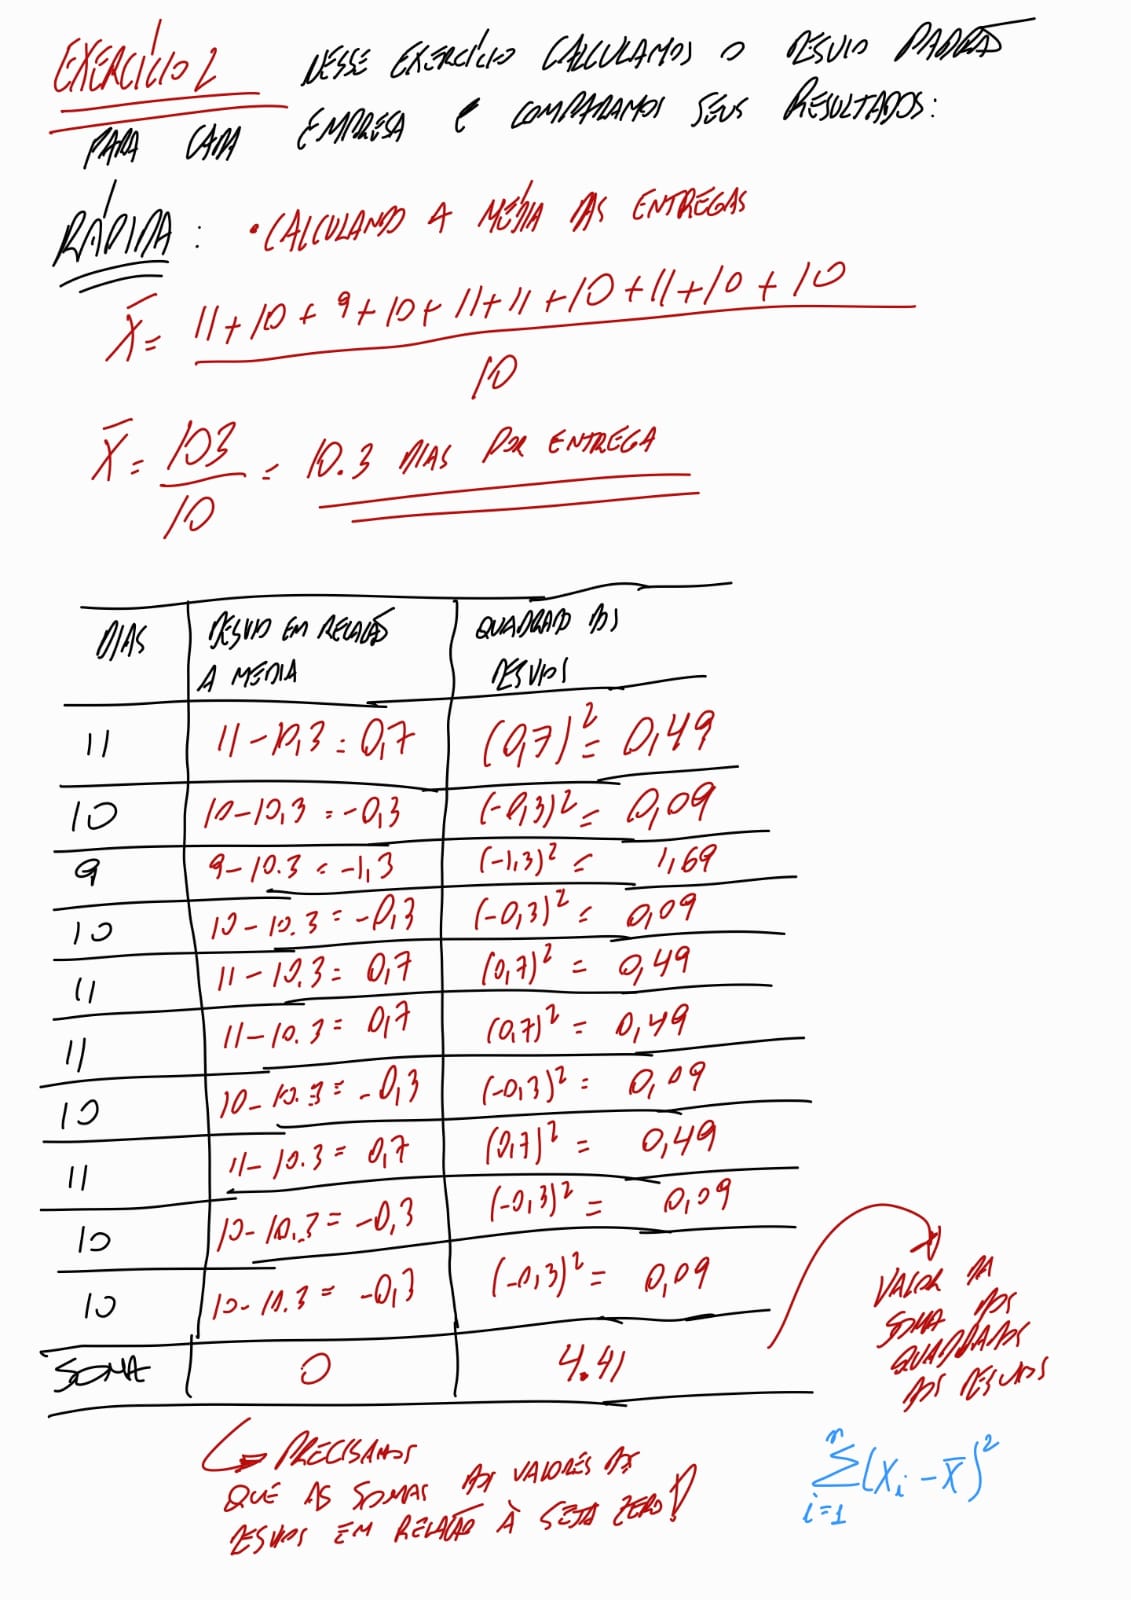 EXERCÍCIO 2 NESSE EXERCÍCIO CALCULAMOS O DESVIO PADRÃO
PARA CADA EMPRESA E COMPARAMOS SEUS RESULTADOS:
RÁPIDA: • CALCULANDO A MÉDIA DAS ENTREGAS
X̄ = 11+10+9+10+11+11+10+11+10+10
10
X̄ = 103/10 = 10.3 DIAS POR ENTREGA
DIAS DESVIO EM RELAÇÃO A MEDIA QUADRADO DOS DESVIOS
11 11-10,3=0,7 (0,7)²=0,49
10 10-10,3=-0,3 (-0,3)²=0,09
9 9-10.3=-1,3 (-1,3)²=1,69
10 10-10.3=-0,3 (-0,3)²=0,09
11 11-10.3=0,7 (0,7)²=0,49
11 11-10.3=0,7 (0,7)²=0,49
10 10-10.3=-0,3 (-0,3)²=0,09
11 11-10.3=0,7 (0,7)²=0,49
10 10-10.3=-0,3 (-0,3)²=0,09
10 10-10.3=-0,3 (-0,3)²=0,09
SOMA 0 4.41
VALOR DA
SOMA DOS
QUADRADOS
DOS DESVIOS
PRECISAMOS
QUE AS SOMAS DOS VALORES DOS
DESVIOS EM RELAÇÃO À SEJA ZERO!
n
∑(Xi-X̄)²
i=1